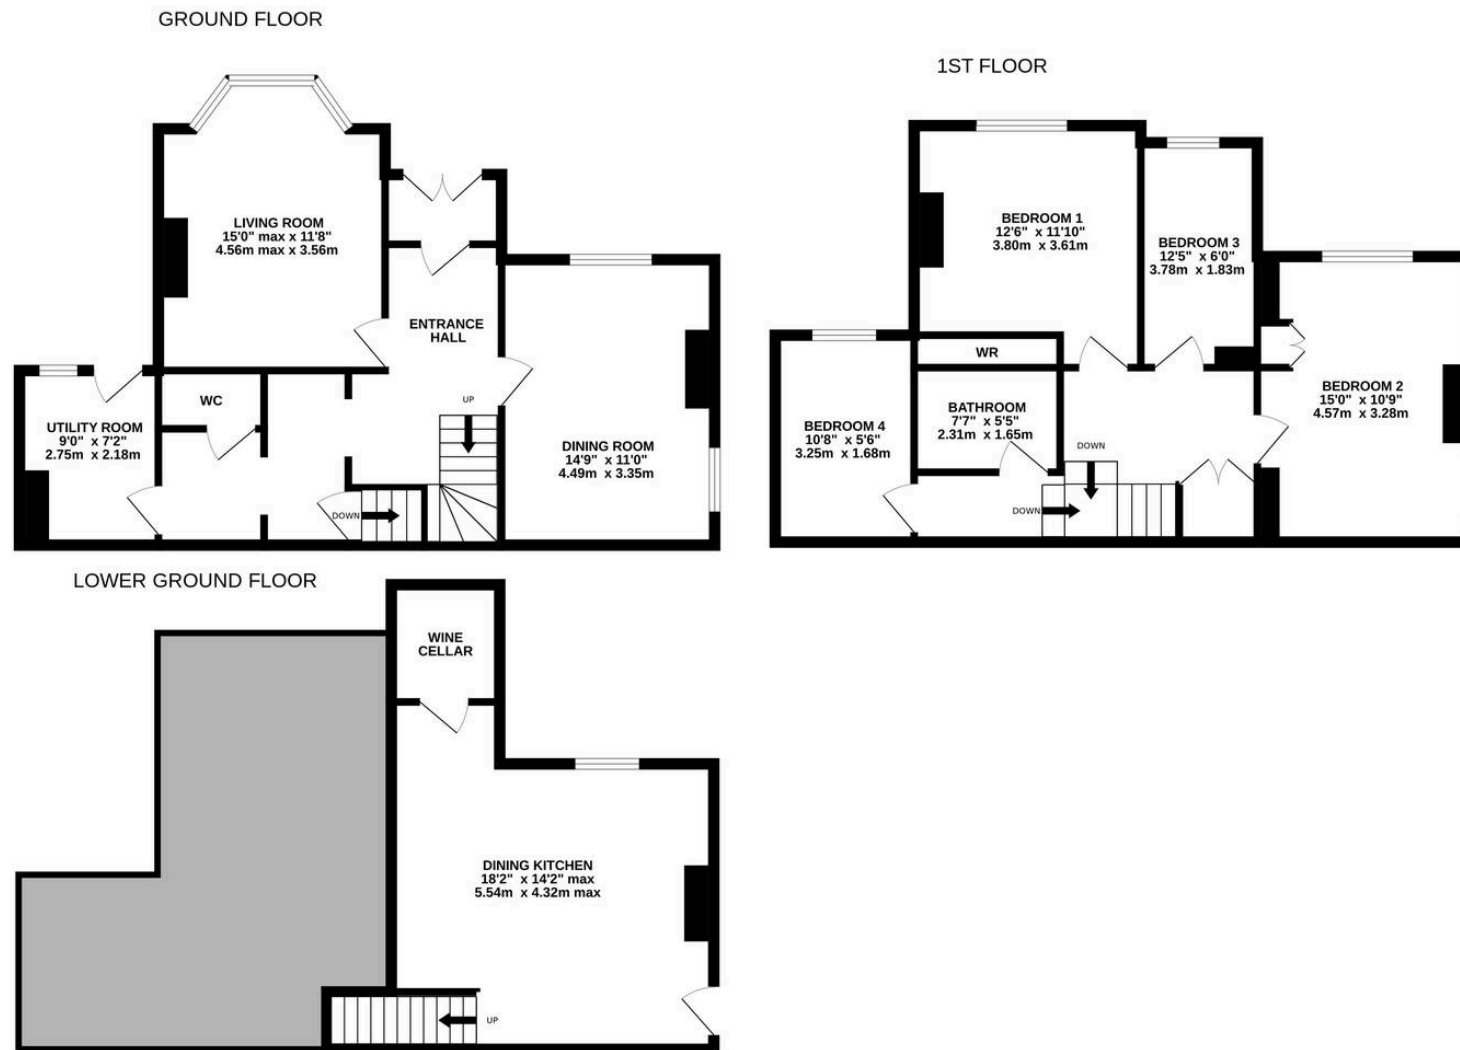 GROUND FLOOR
LIVING ROOM
15'0" max x 11'8"
4.56m max x 3.56m
ENTRANCE
HALL
UP
WC
UTILITY ROOM
9'0" x 7'2"
2.75m x 2.18m
DINING ROOM
14'9" x 11'0"
4.49m x 3.35m
DOWN
1ST FLOOR
BEDROOM 1
12'6" x 11'10"
3.80m x 3.61m
BEDROOM 3
12'5" x 6'0"
3.78m x 1.83m
WR
BEDROOM 2
15'0" x 10'9"
4.57m x 3.28m
BATHROOM
7'7" x 5'5"
2.31m x 1.65m
BEDROOM 4
10'8" x 5'6"
3.25m x 1.68m
DOWN
DOWN
LOWER GROUND FLOOR
WINE
CELLAR
DINING KITCHEN
18'2" x 14'2" max
5.54m x 4.32m max
UP